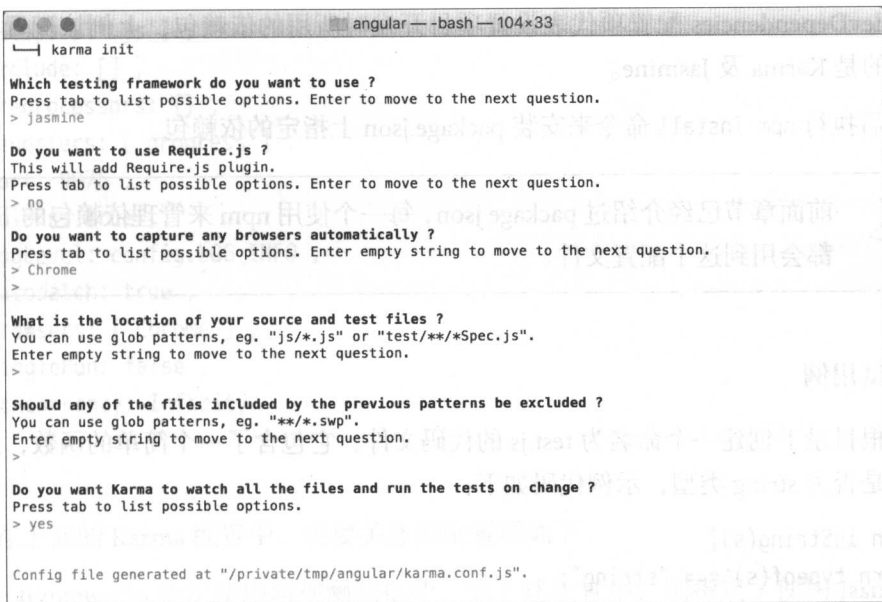 angular — -bash — 104×33
karma init
Which testing framework do you want to use ?
Press tab to list possible options. Enter to move to the next question.
> jasmine
Do you want to use Require.js ?
This will add Require.js plugin.
Press tab to list possible options. Enter to move to the next question.
> no
Do you want to capture any browsers automatically ?
Press tab to list possible options. Enter empty string to move to the next question.
> Chrome
>
What is the location of your source and test files ?
You can use glob patterns, eg. "js/*.js" or "test/**/*Spec.js".
Enter empty string to move to the next question.
>
Should any of the files included by the previous patterns be excluded ?
You can use glob patterns, eg. "**/*.swp".
Enter empty string to move to the next question.
>
Do you want Karma to watch all the files and run the tests on change ?
Press tab to list possible options.
> yes
Config file generated at "/private/tmp/angular/karma.conf.js".